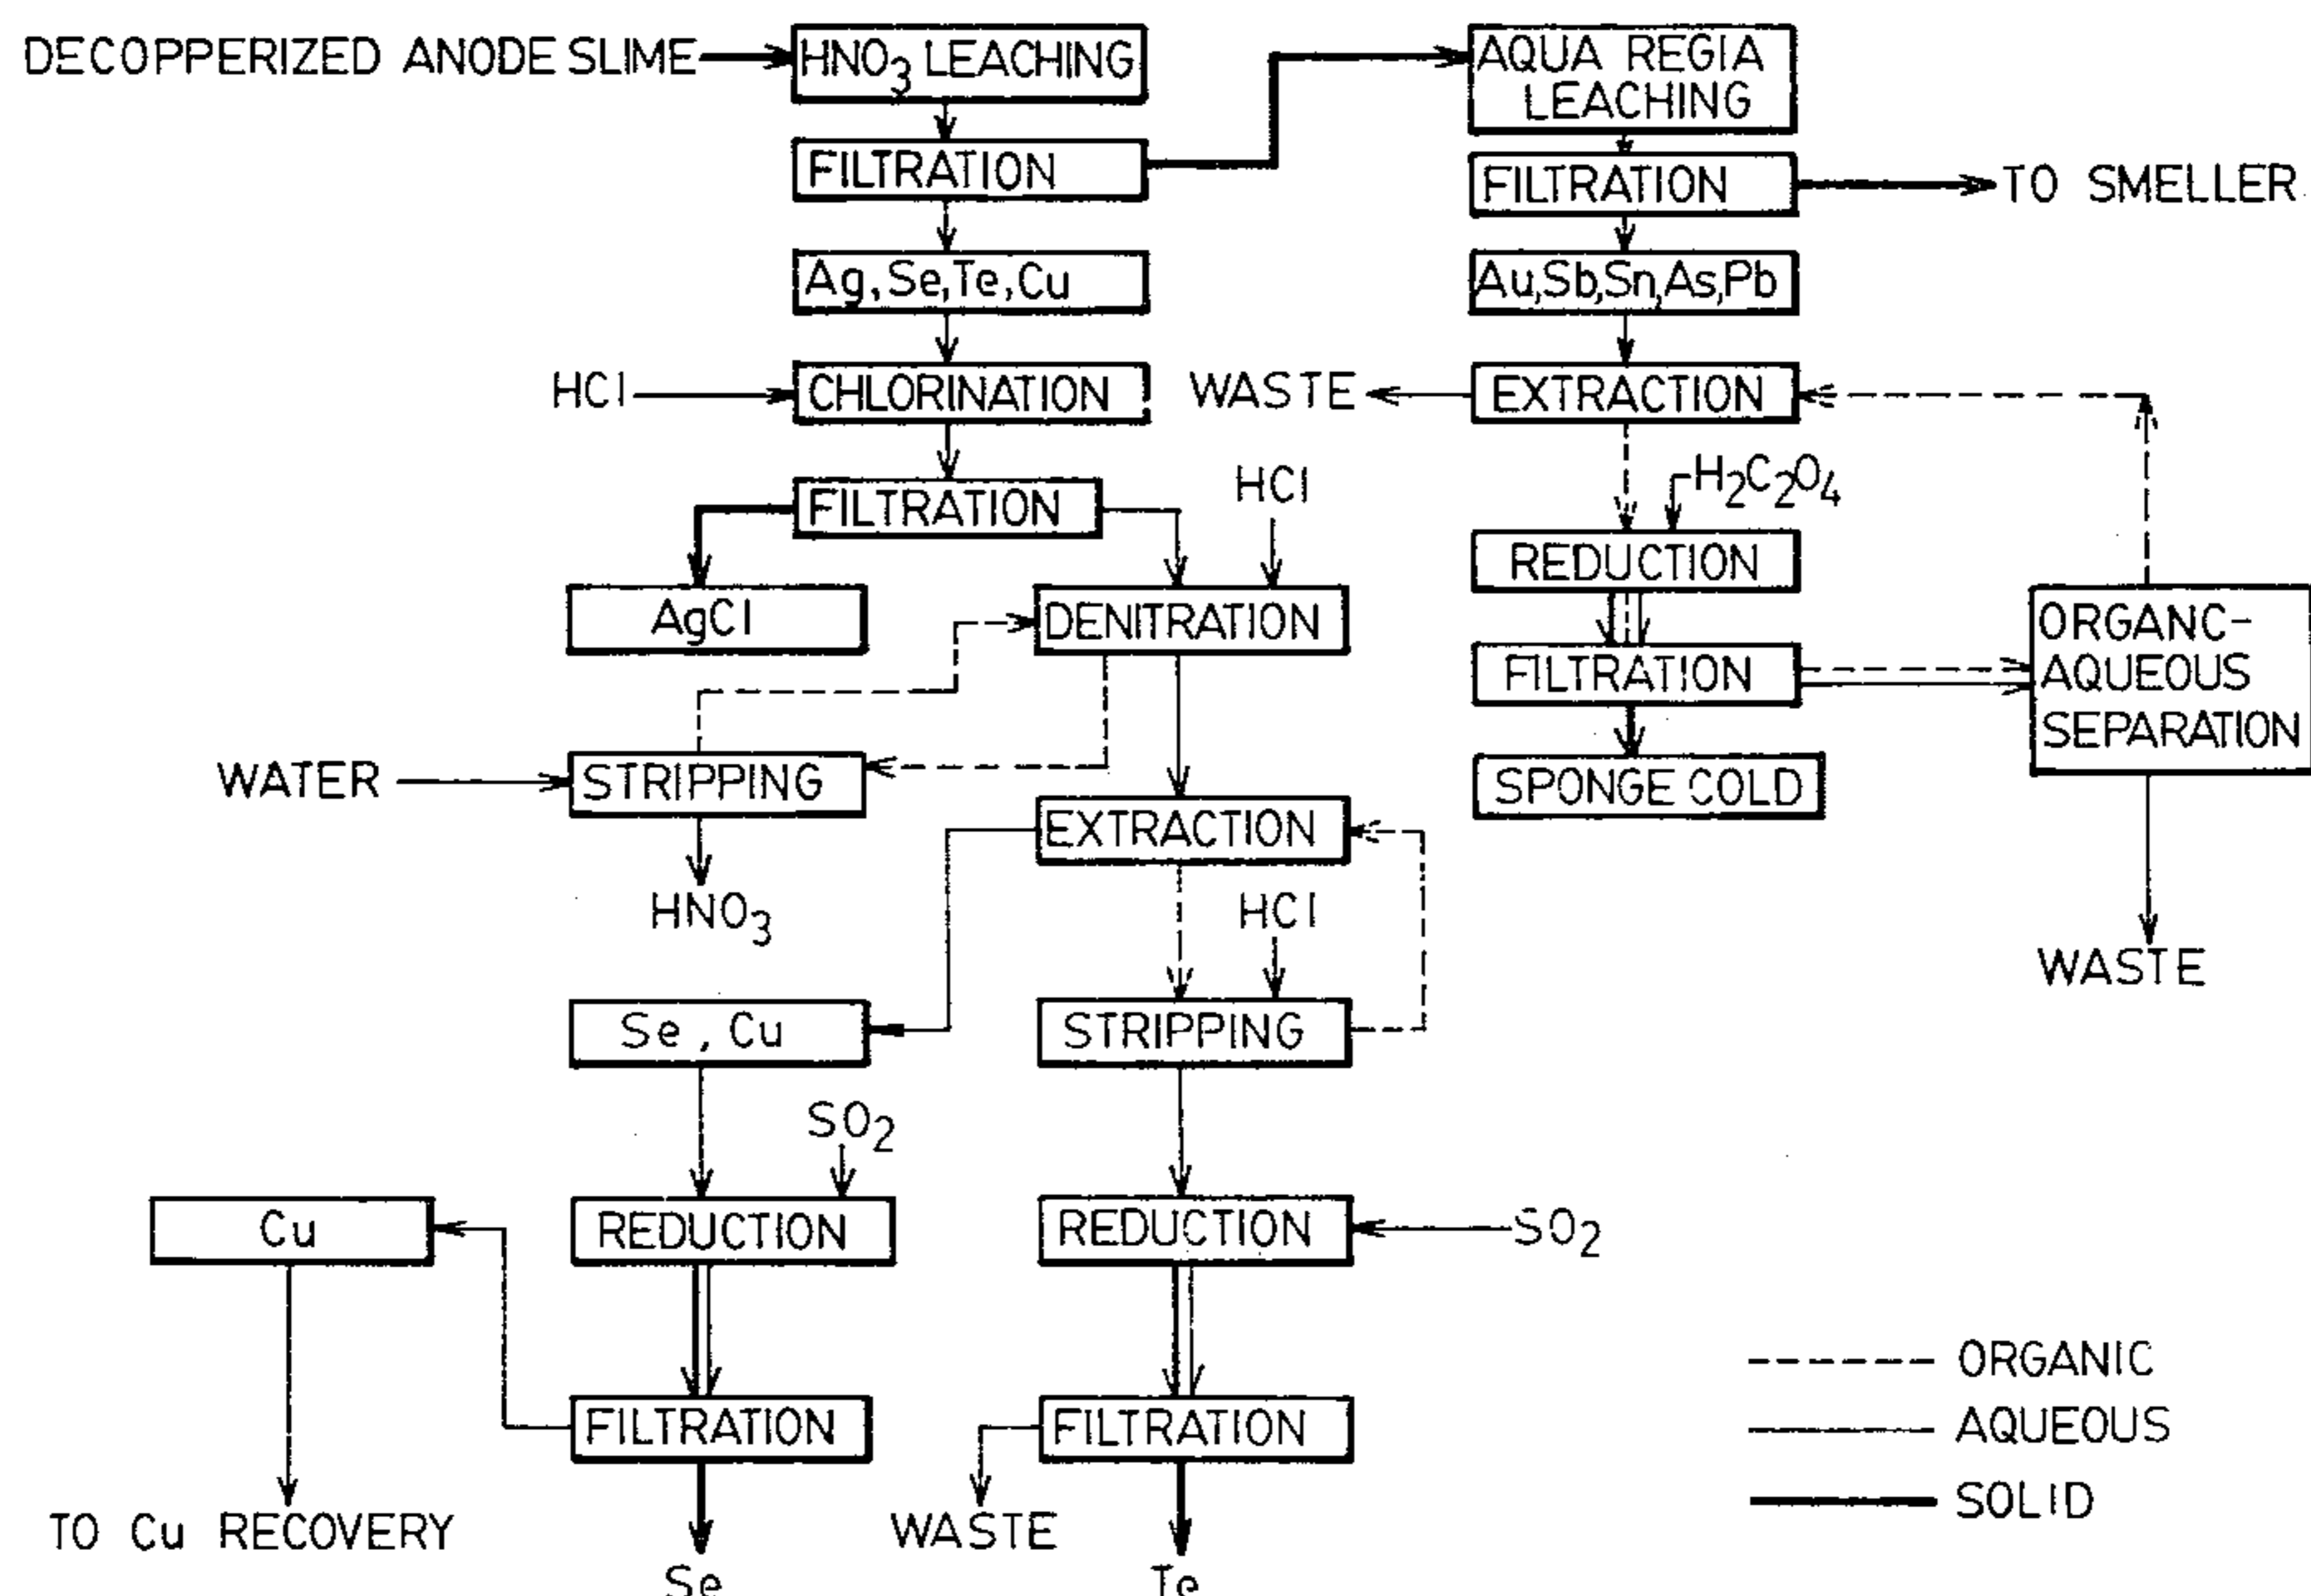 DECOPPERIZED ANODE SLIME
HNO3 LEACHING
FILTRATION
Ag, Se, Te, Cu
HCl
CHLORINATION
FILTRATION
HCl
AgCl
DENITRATION
WATER
STRIPPING
HNO3
EXTRACTION
HCl
Se, Cu
STRIPPING
SO2
Cu
REDUCTION
REDUCTION
SO2
FILTRATION
FILTRATION
TO Cu RECOVERY
WASTE
Se
Te
AQUA REGIA
LEACHING
FILTRATION
TO SMELLER
Au,Sb,Sn,As,Pb
WASTE
EXTRACTION
H2C2O4
REDUCTION
FILTRATION
SPONGE COLD
ORGANC-
AQUEOUS
SEPARATION
WASTE
ORGANIC
AQUEOUS
SOLID